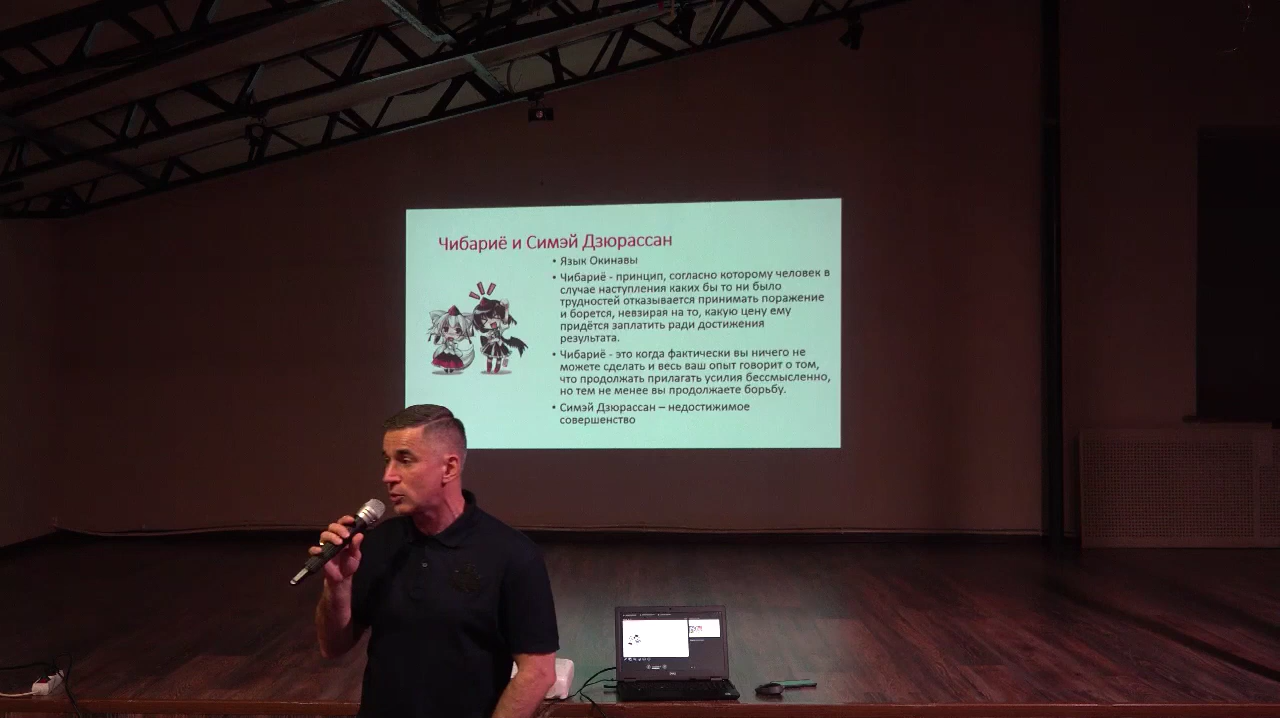 Чибариё и Симэй Дзюрассан
• Язык Окинавы
• Чибариё - принцип, согласно которому человек в
случае наступления каких бы то ни было
трудностей отказывается принимать поражение
и борется, невзирая на то, какую цену ему
придётся заплатить ради достижения
результата.
• Чибариё - это когда фактически вы ничего не
можете сделать и весь ваш опыт говорит о том,
что продолжать прилагать усилия бессмысленно,
но тем не менее вы продолжаете борьбу.
• Симэй Дзюрассан – недостижимое
совершенство